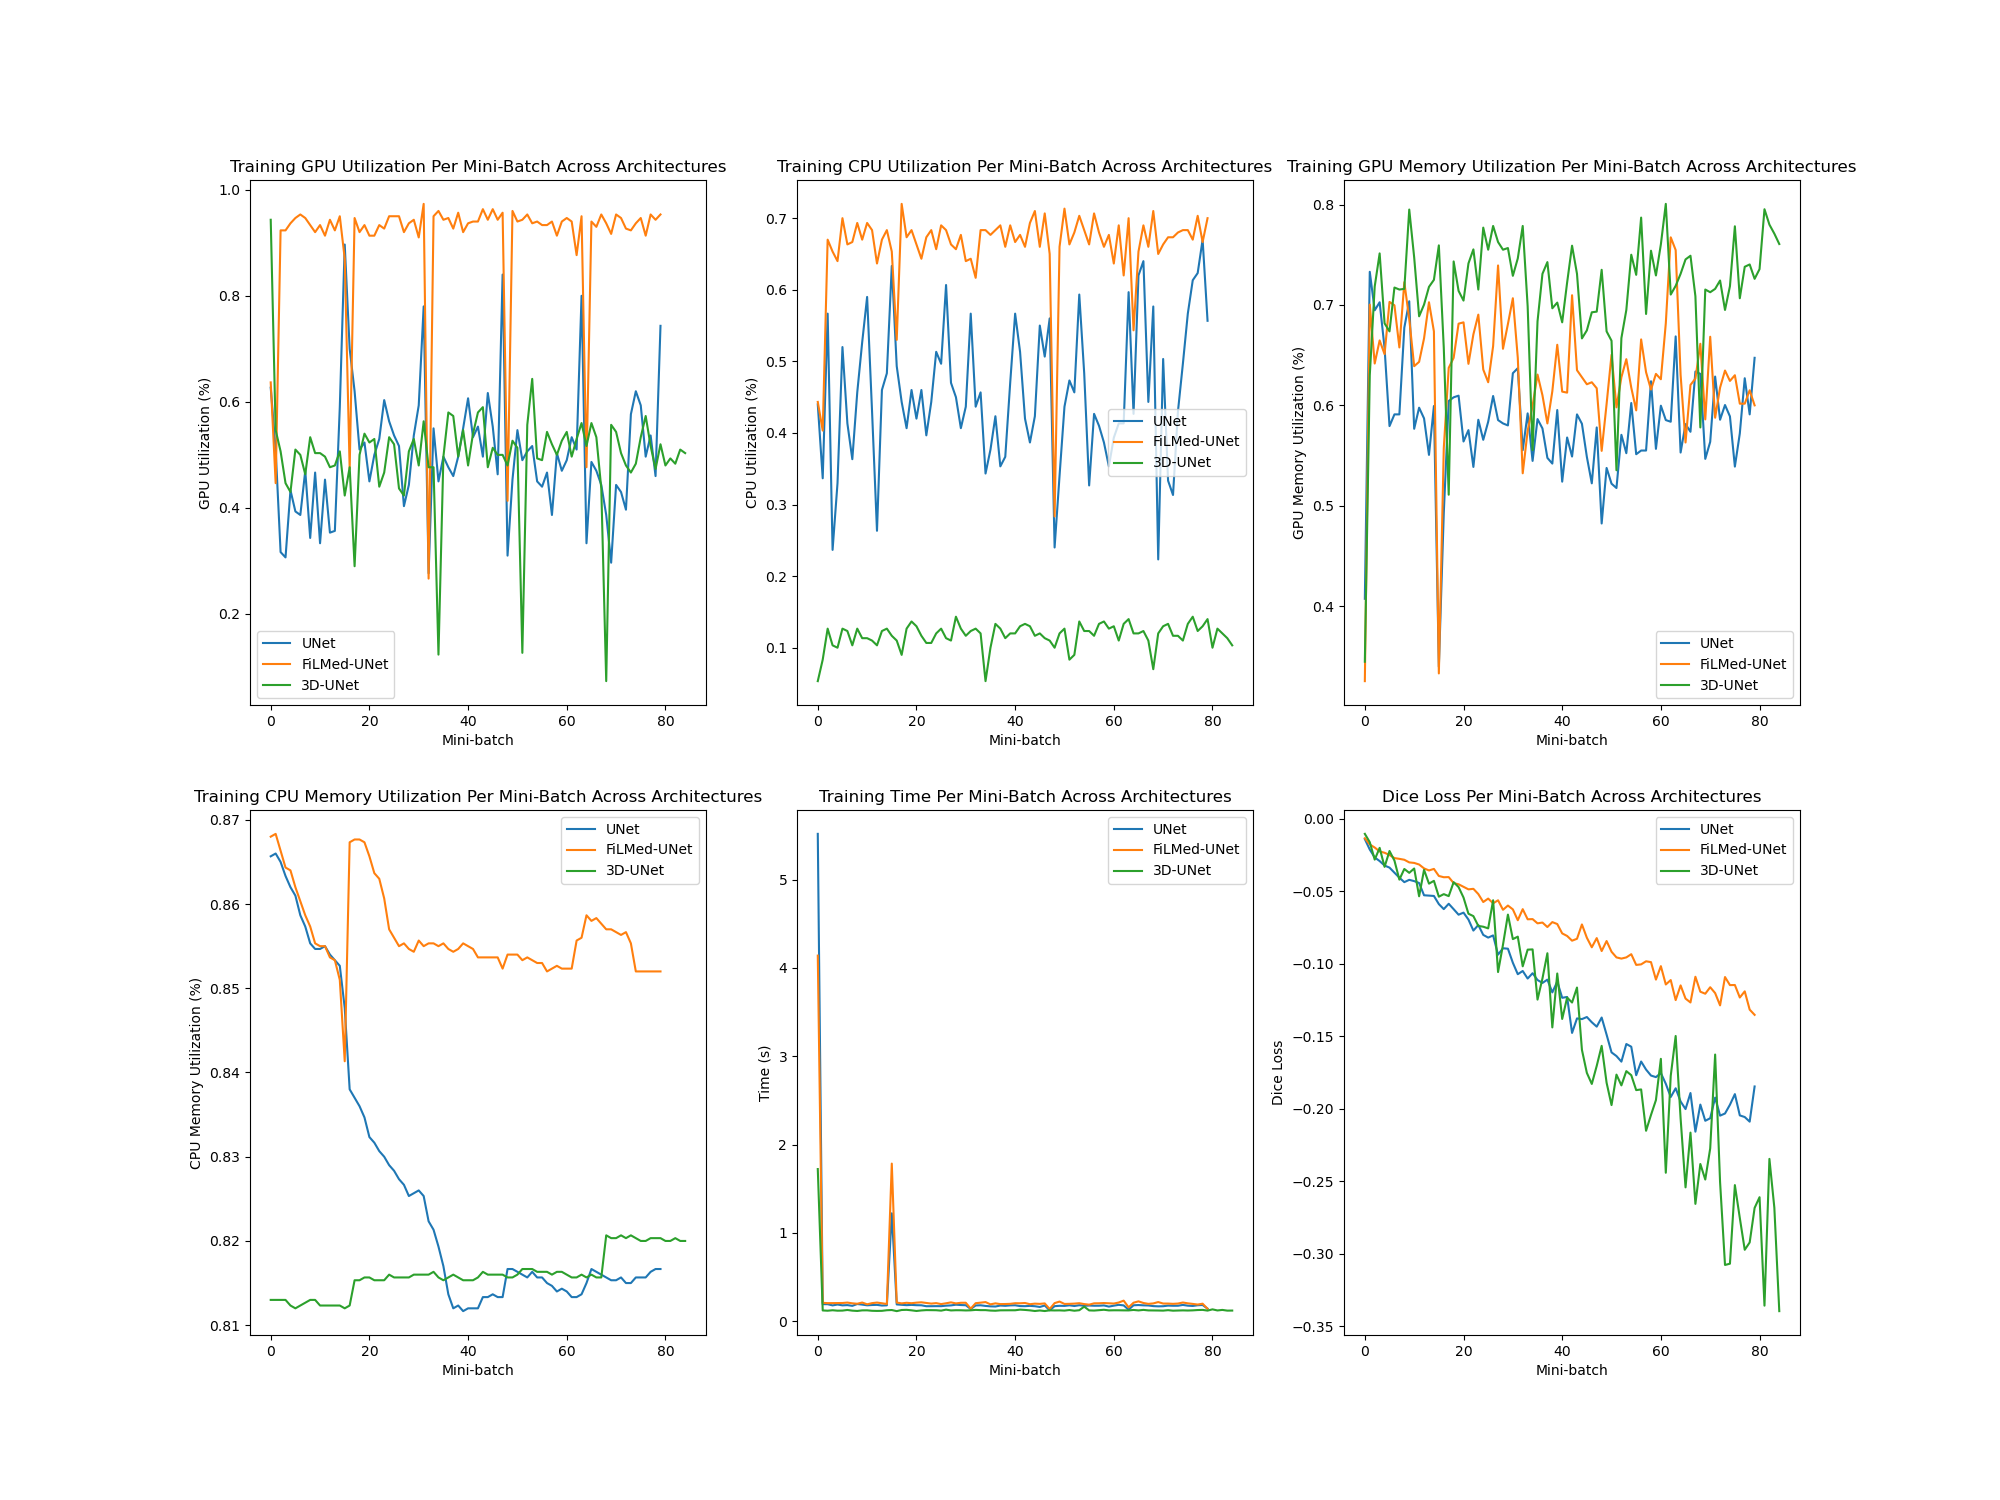 Training GPU Utilization Per Mini-Batch Across Architectures
GPU Utilization (%)
1.0
0.8
0.6
0.4
0.2
UNet
FiLMed-UNet
3D-UNet
0 20 40 60 80
Mini-batch
Training CPU Utilization Per Mini-Batch Across Architectures
CPU Utilization (%)
0.7
0.6
0.5
0.4
0.3
0.2
0.1
UNet
FiLMed-UNet
3D-UNet
0 20 40 60 80
Mini-batch
Training GPU Memory Utilization Per Mini-Batch Across Architectures
GPU Memory Utilization (%)
0.8
0.7
0.6
0.5
0.4
UNet
FiLMed-UNet
3D-UNet
0 20 40 60 80
Mini-batch
Training CPU Memory Utilization Per Mini-Batch Across Architectures
CPU Memory Utilization (%)
0.87
0.86
0.85
0.84
0.83
0.82
0.81
UNet
FiLMed-UNet
3D-UNet
0 20 40 60 80
Mini-batch
Training Time Per Mini-Batch Across Architectures
Time (s)
5
4
3
2
1
0
UNet
FiLMed-UNet
3D-UNet
0 20 40 60 80
Mini-batch
Dice Loss Per Mini-Batch Across Architectures
Dice Loss
0.00
−0.05
−0.10
−0.15
−0.20
−0.25
−0.30
−0.35
UNet
FiLMed-UNet
3D-UNet
0 20 40 60 80
Mini-batch